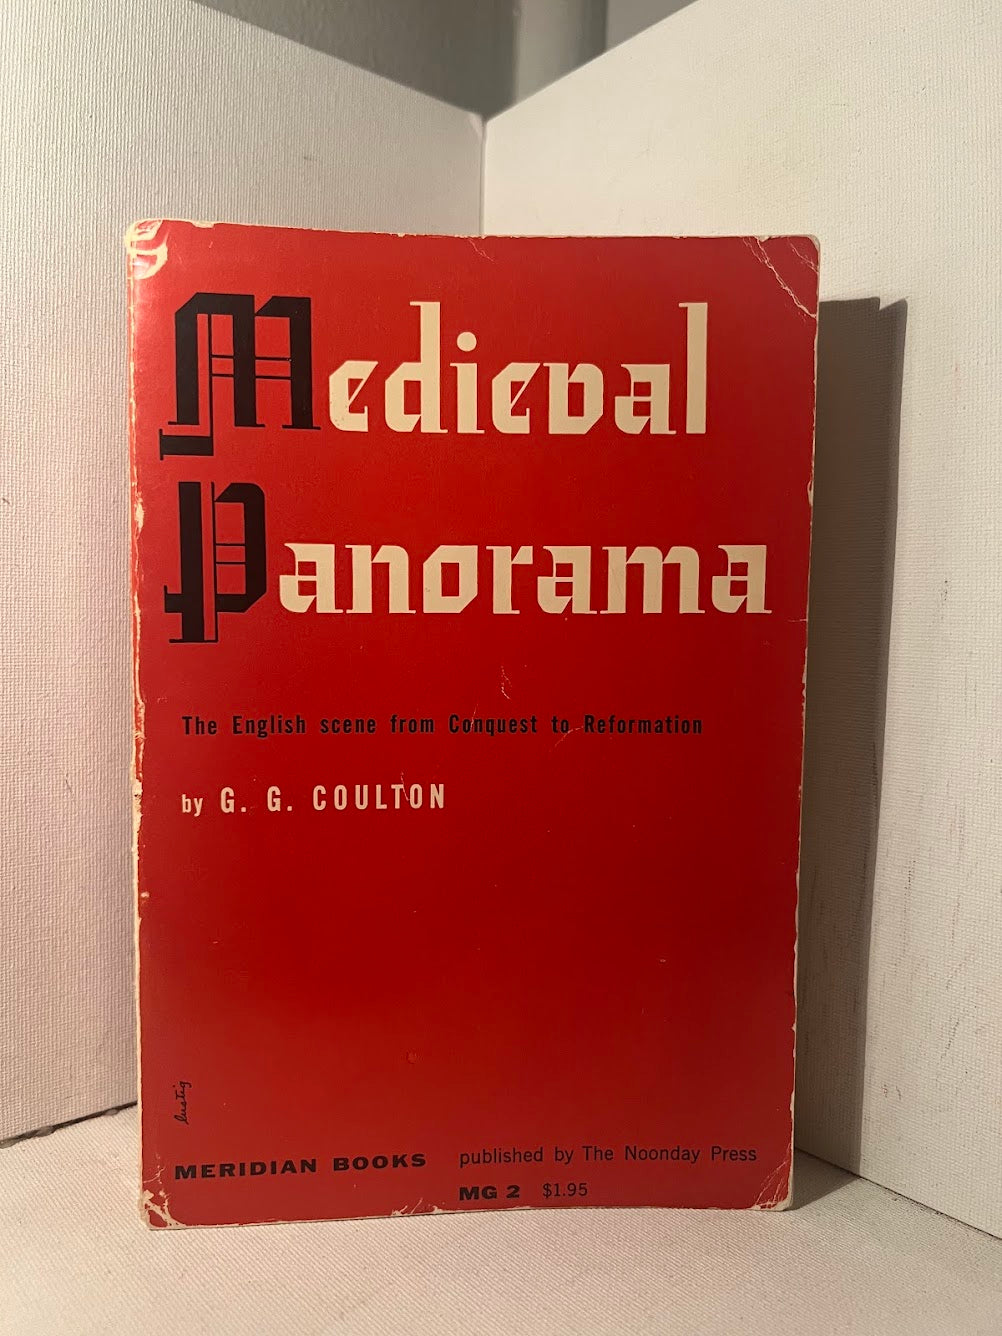 Medieval
Panorama
The English scene from Conquest to Reformation
by G. G. COULTON
lustig
MERIDIAN BOOKS published by The Noonday Press
MG 2 $1.95